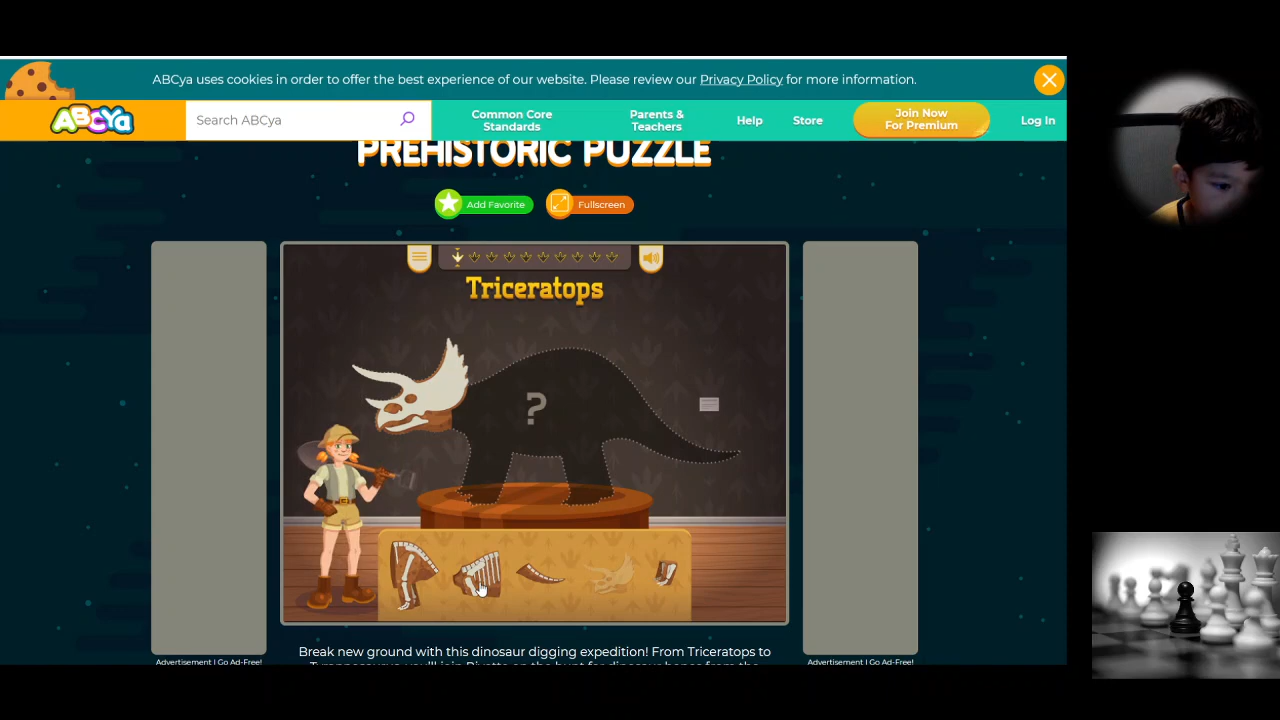 ABCya uses cookies in order to offer the best experience of our website. Please review our Privacy Policy for more information.
ABCya
Search ABCya
Common Core
Standards
Parents &
Teachers
Help
Store
Join Now
For Premium
Log In
PREHISTORIC PUZZLE
Add Favorite
Fullscreen
Triceratops
?
Break new ground with this dinosaur digging expedition! From Triceratops to
Advertisement | Go Ad-Free!
Advertisement | Go Ad-Free!